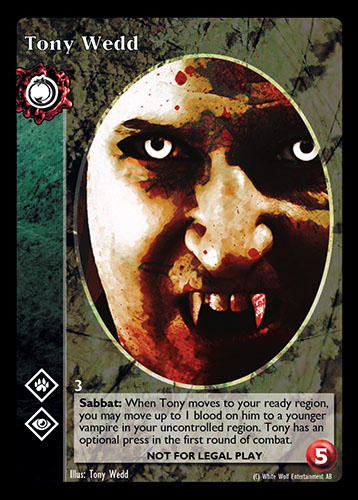 Tony Wedd
3
Sabbat: When Tony moves to your ready region,
you may move up to 1 blood on him to a younger
vampire in your uncontrolled region. Tony has an
optional press in the first round of combat.
NOT FOR LEGAL PLAY
5
Illus: Tony Wedd
(C) White Wolf Entertainment AB